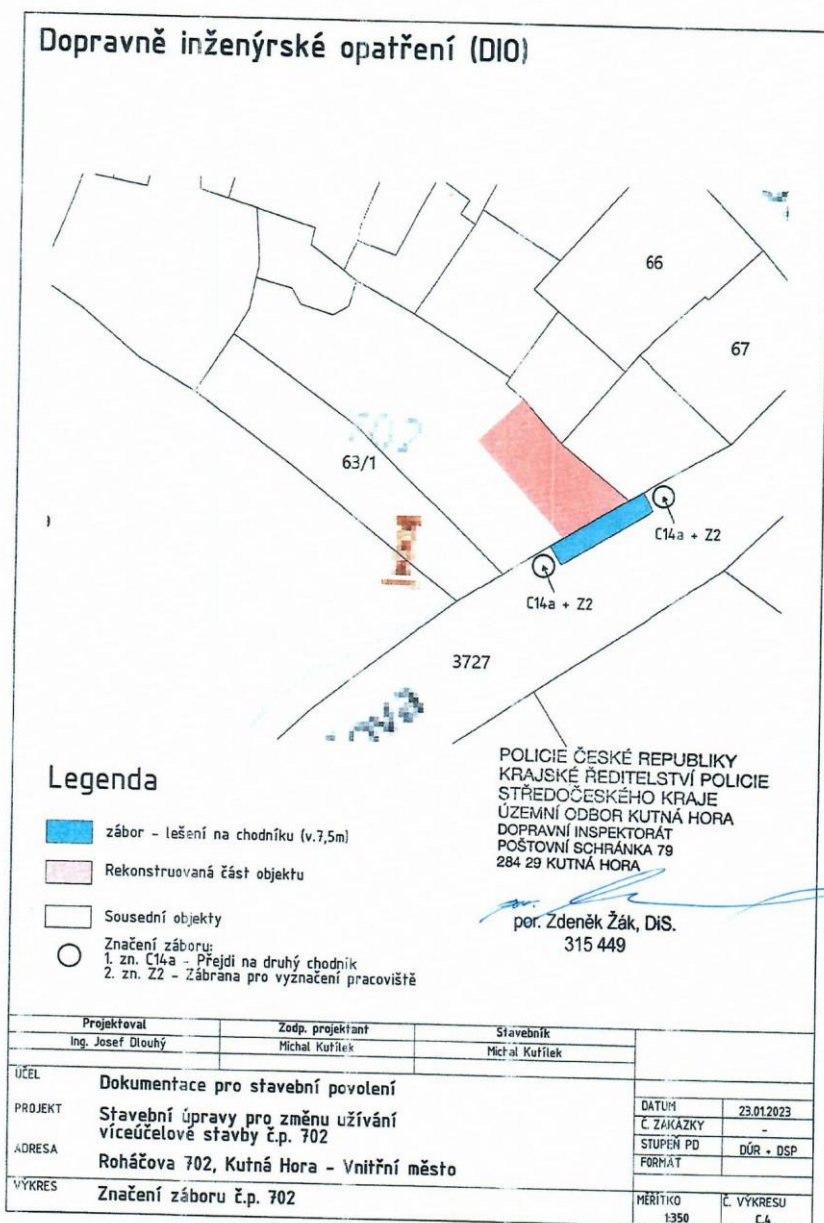 Dopravně inženýrské opatření (DIO)
66
67
702
63/1
C14a + Z2
C14a + Z2
3727
Legenda
zábor - lešení na chodníku (v.7,5m)
Rekonstruovaná část objektu
Sousední objekty
Značení záboru:
1. zn. C14a - Přejdi na druhý chodník
2. zn. Z2 - Zábrana pro vyznačení pracoviště
POLICIE ČESKÉ REPUBLIKY
KRAJSKÉ ŘEDITELSTVÍ POLICIE
STŘEDOČESKÉHO KRAJE
ÚZEMNÍ ODBOR KUTNÁ HORA
DOPRAVNÍ INSPEKTORÁT
POŠTOVNÍ SCHRÁNKA 79
284 29 KUTNÁ HORA
por. Zdeněk Žák, DiS.
315 449
Projektoval Zodp. projektant Stavebník
Ing. Josef Dlouhý Michal Kutílek Michal Kutílek
ÚČEL Dokumentace pro stavební povolení
PROJEKT Stavební úpravy pro změnu užívání
víceúčelové stavby č.p. 702
ADRESA Roháčova 702, Kutná Hora - Vnitřní město
VÝKRES Značení záboru č.p. 702
DATUM 23.01.2023
Č. ZAKÁZKY -
STUPEŇ PD DÚR + DSP
FORMÁT
MĚŘÍTKO Č. VÝKRESU
1:350 C.4